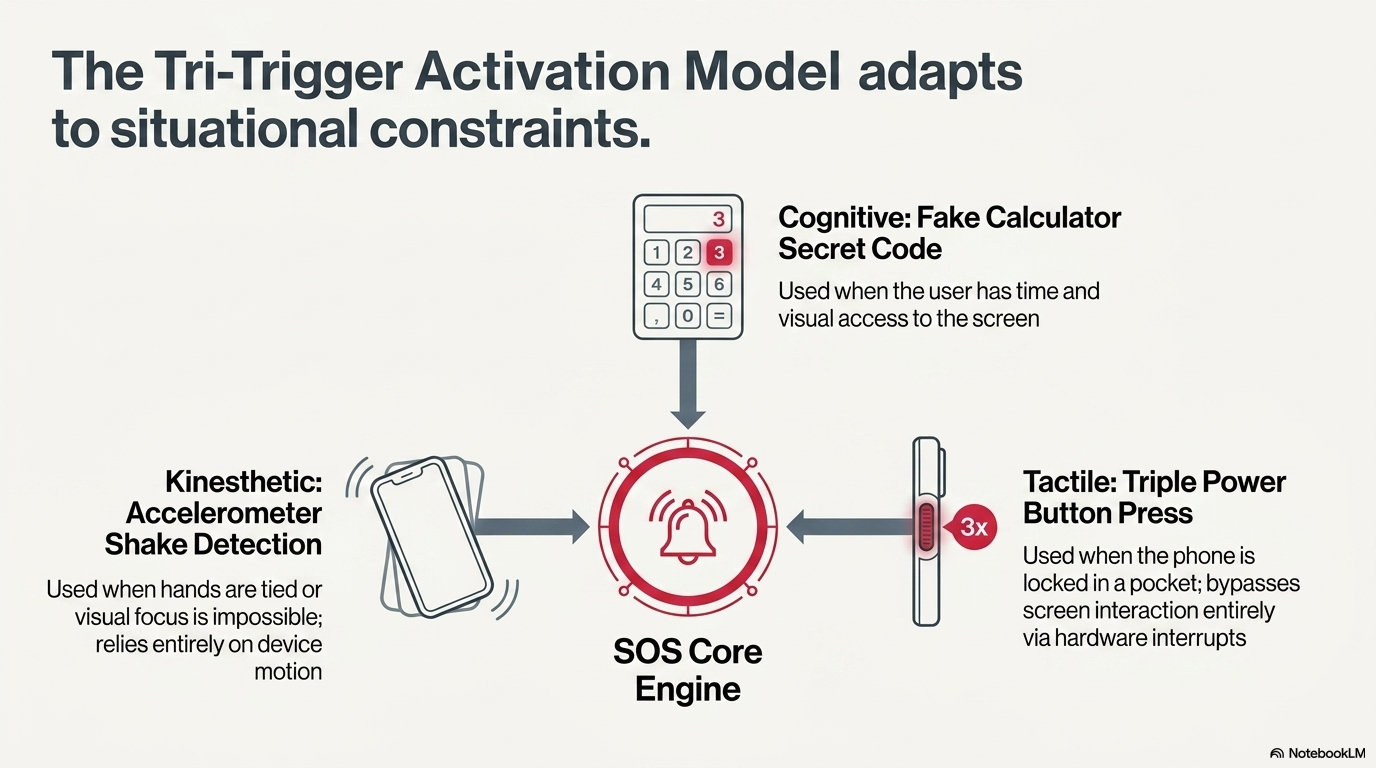 The Tri-Trigger Activation Model adapts
to situational constraints.
3
1 2 3
4 5 6
, 0 =
Cognitive: Fake Calculator
Secret Code
Used when the user has time and
visual access to the screen
Kinesthetic:
Accelerometer
Shake Detection
Used when hands are tied or
visual focus is impossible;
relies entirely on device
motion
SOS Core
Engine
3x
Tactile: Triple Power
Button Press
Used when the phone is
locked in a pocket; bypasses
screen interaction entirely
via hardware interrupts
NotebookLM